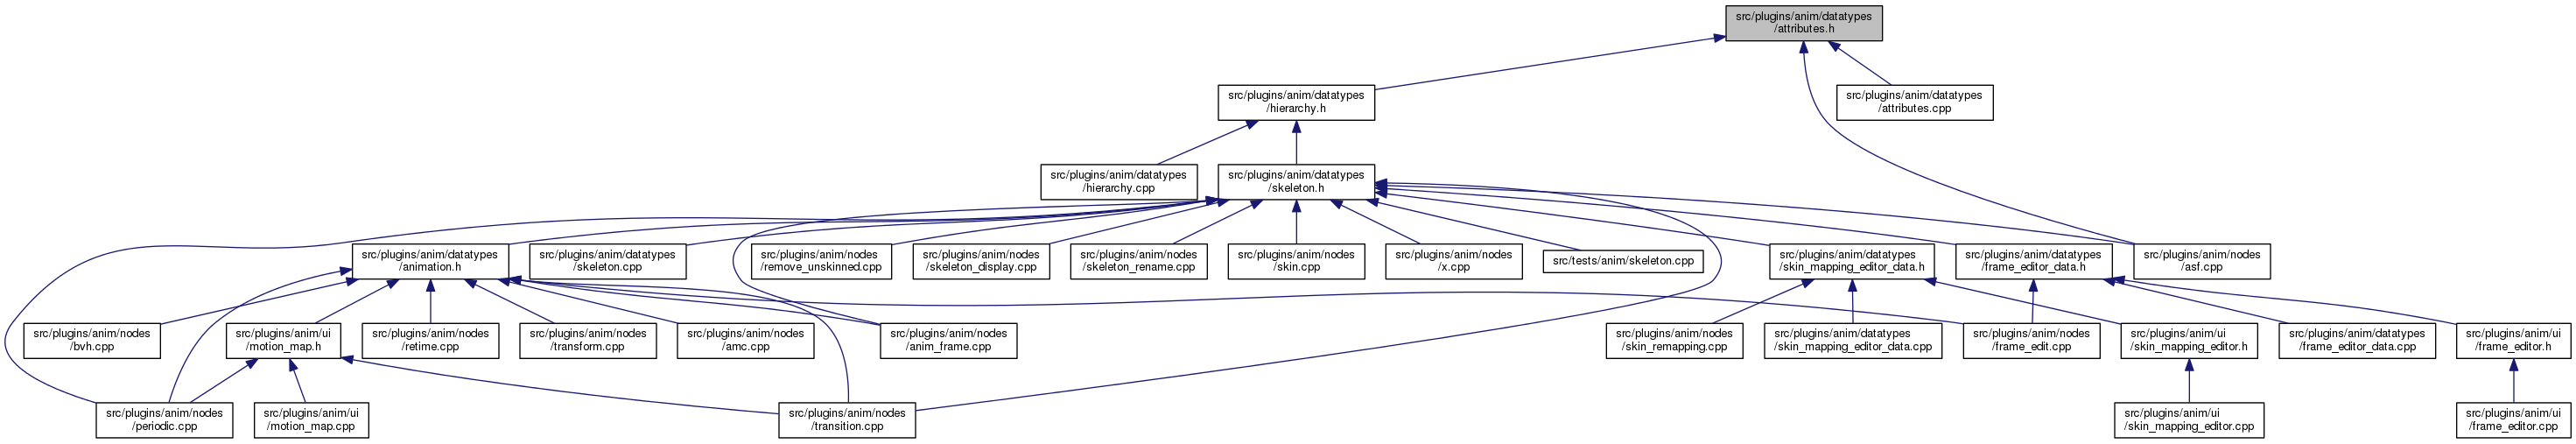 src/plugins/anim/datatypes
/attributes.h
src/plugins/anim/datatypes
/hierarchy.h
src/plugins/anim/datatypes
/attributes.cpp
src/plugins/anim/datatypes
/hierarchy.cpp
src/plugins/anim/datatypes
/skeleton.h
src/plugins/anim/datatypes
/animation.h
src/plugins/anim/datatypes
/skeleton.cpp
src/plugins/anim/nodes
/remove_unskinned.cpp
src/plugins/anim/nodes
/skeleton_display.cpp
src/plugins/anim/nodes
/skeleton_rename.cpp
src/plugins/anim/nodes
/skin.cpp
src/plugins/anim/nodes
/x.cpp
src/tests/anim/skeleton.cpp
src/plugins/anim/datatypes
/skin_mapping_editor_data.h
src/plugins/anim/datatypes
/frame_editor_data.h
src/plugins/anim/nodes
/asf.cpp
src/plugins/anim/nodes
/bvh.cpp
src/plugins/anim/ui
/motion_map.h
src/plugins/anim/nodes
/retime.cpp
src/plugins/anim/nodes
/transform.cpp
src/plugins/anim/nodes
/amc.cpp
src/plugins/anim/nodes
/anim_frame.cpp
src/plugins/anim/nodes
/skin_remapping.cpp
src/plugins/anim/datatypes
/skin_mapping_editor_data.cpp
src/plugins/anim/nodes
/frame_edit.cpp
src/plugins/anim/ui
/skin_mapping_editor.h
src/plugins/anim/datatypes
/frame_editor_data.cpp
src/plugins/anim/ui
/frame_editor.h
src/plugins/anim/nodes
/periodic.cpp
src/plugins/anim/ui
/motion_map.cpp
src/plugins/anim/nodes
/transition.cpp
src/plugins/anim/ui
/skin_mapping_editor.cpp
src/plugins/anim/ui
/frame_editor.cpp